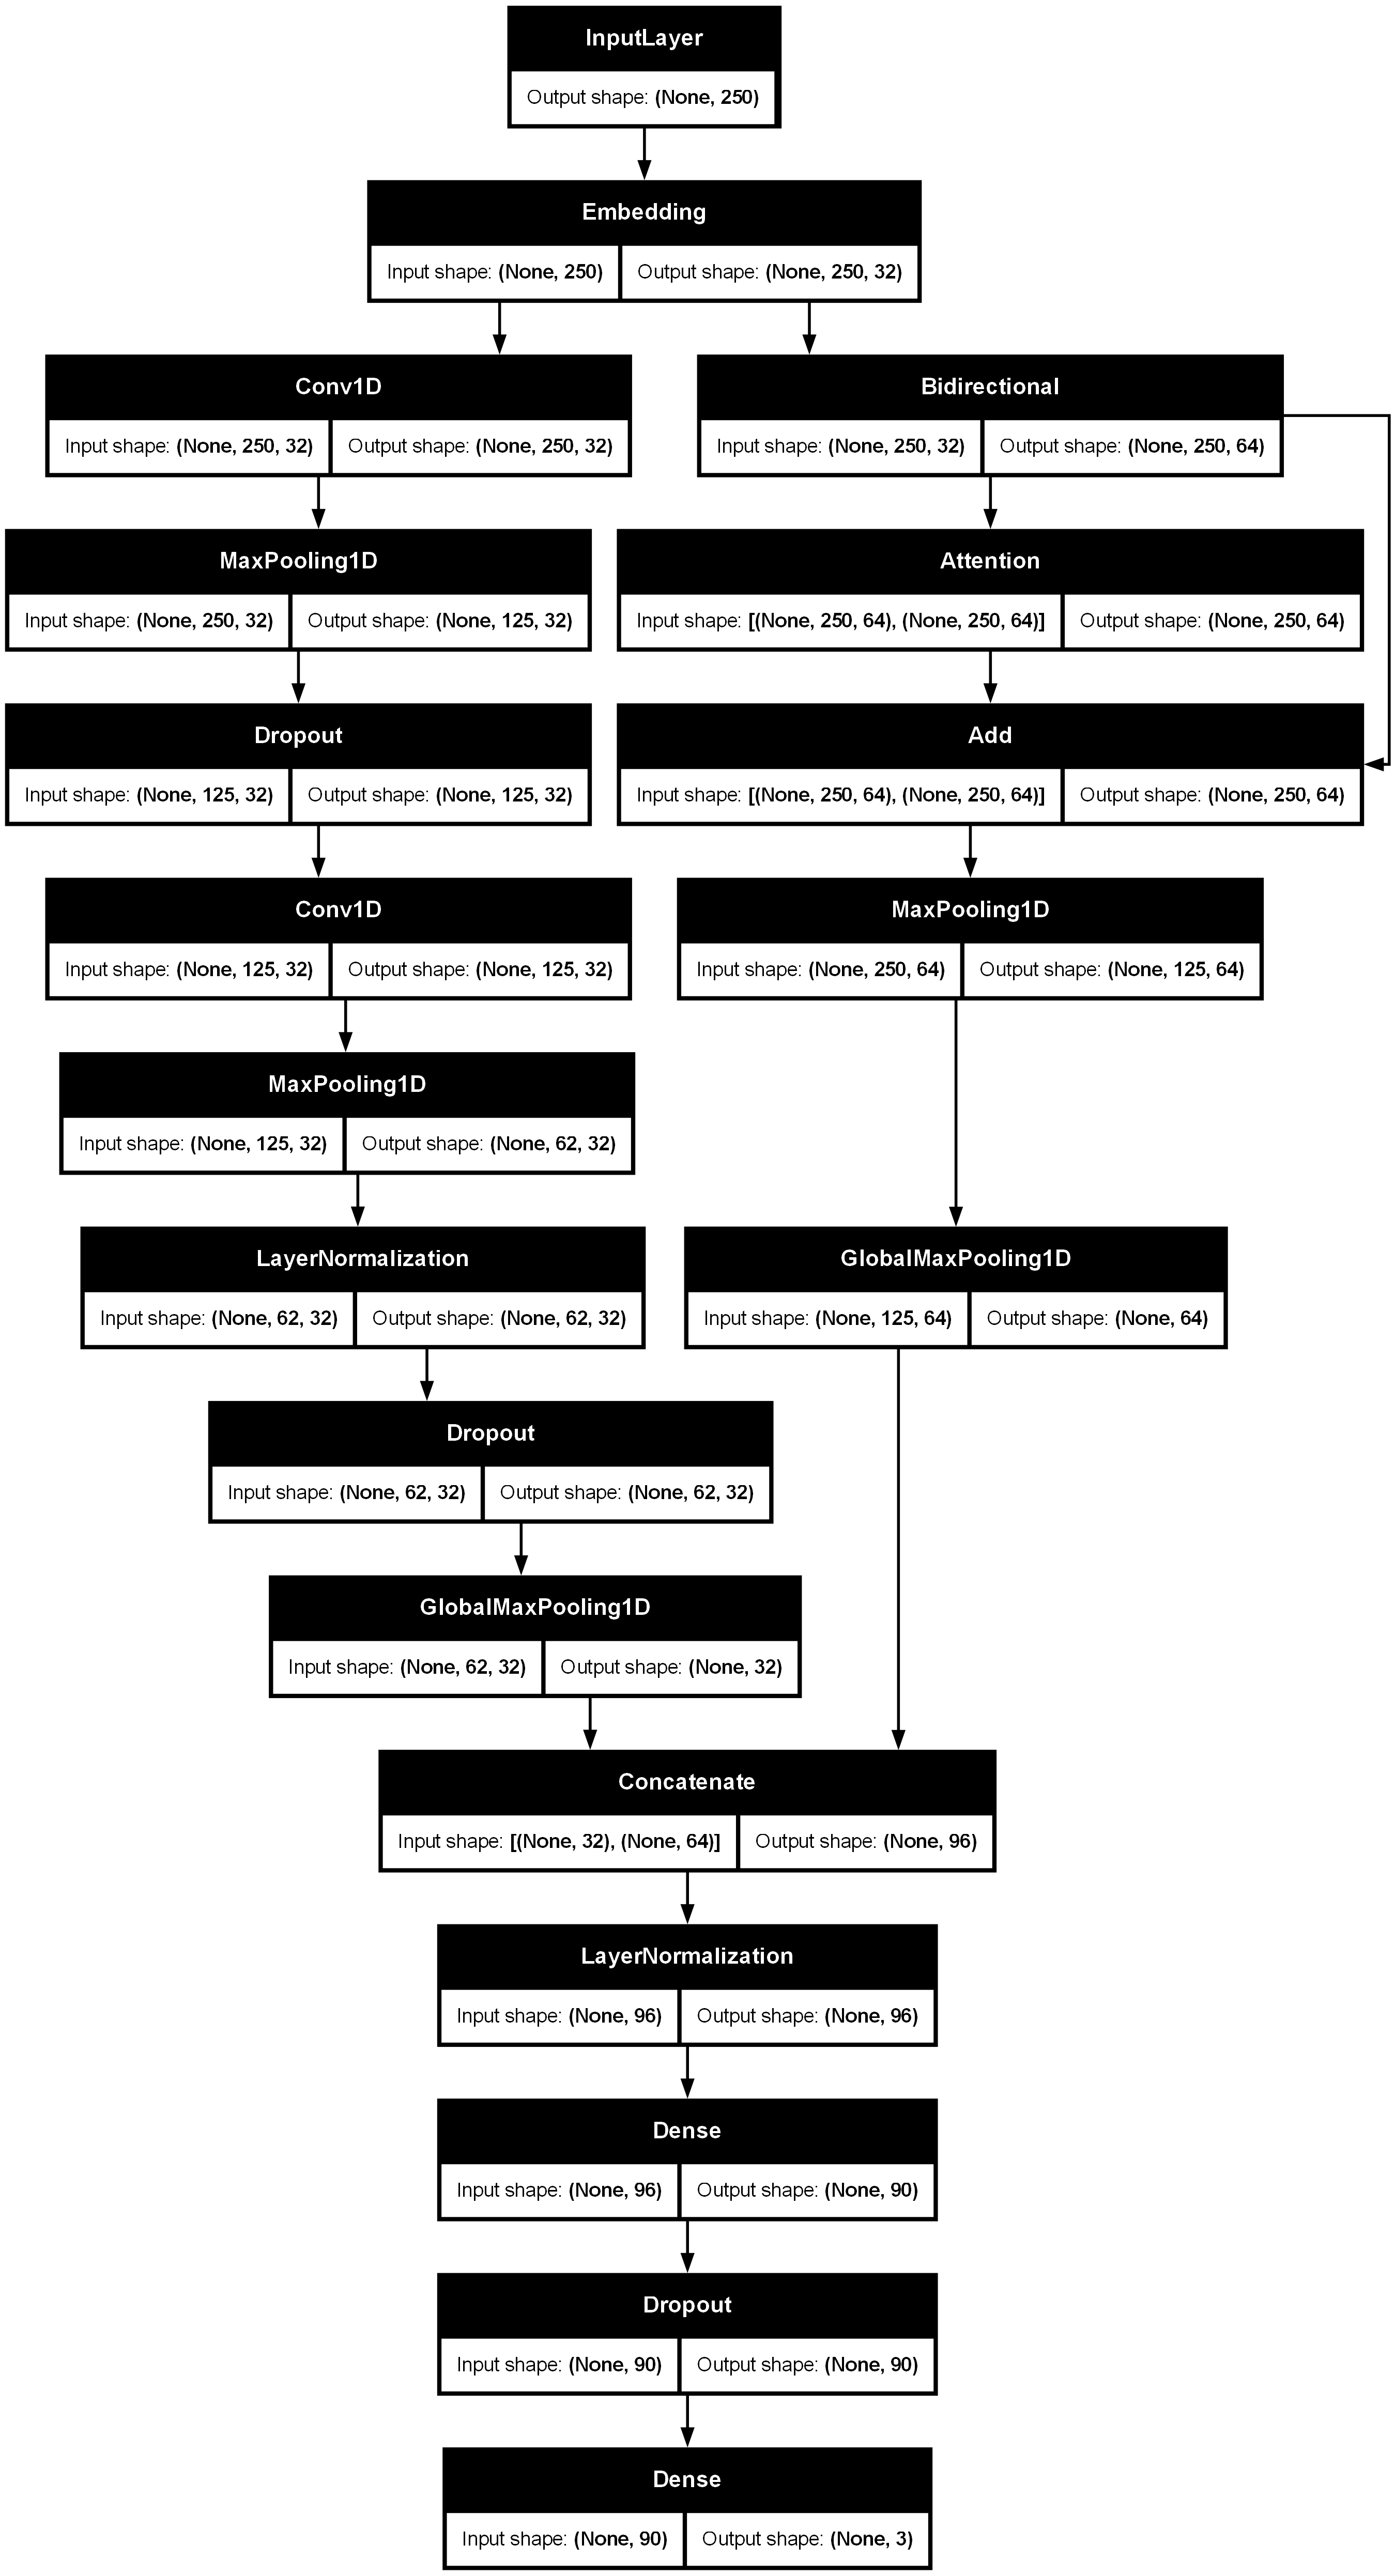 InputLayer
Output shape: (None, 250)
Embedding
Input shape: (None, 250) Output shape: (None, 250, 32)
Conv1D
Input shape: (None, 250, 32) Output shape: (None, 250, 32)
Bidirectional
Input shape: (None, 250, 32) Output shape: (None, 250, 64)
MaxPooling1D
Input shape: (None, 250, 32) Output shape: (None, 125, 32)
Attention
Input shape: [(None, 250, 64), (None, 250, 64)] Output shape: (None, 250, 64)
Dropout
Input shape: (None, 125, 32) Output shape: (None, 125, 32)
Add
Input shape: [(None, 250, 64), (None, 250, 64)] Output shape: (None, 250, 64)
Conv1D
Input shape: (None, 125, 32) Output shape: (None, 125, 32)
MaxPooling1D
Input shape: (None, 250, 64) Output shape: (None, 125, 64)
MaxPooling1D
Input shape: (None, 125, 32) Output shape: (None, 62, 32)
LayerNormalization
Input shape: (None, 62, 32) Output shape: (None, 62, 32)
GlobalMaxPooling1D
Input shape: (None, 125, 64) Output shape: (None, 64)
Dropout
Input shape: (None, 62, 32) Output shape: (None, 62, 32)
GlobalMaxPooling1D
Input shape: (None, 62, 32) Output shape: (None, 32)
Concatenate
Input shape: [(None, 32), (None, 64)] Output shape: (None, 96)
LayerNormalization
Input shape: (None, 96) Output shape: (None, 96)
Dense
Input shape: (None, 96) Output shape: (None, 90)
Dropout
Input shape: (None, 90) Output shape: (None, 90)
Dense
Input shape: (None, 90) Output shape: (None, 3)